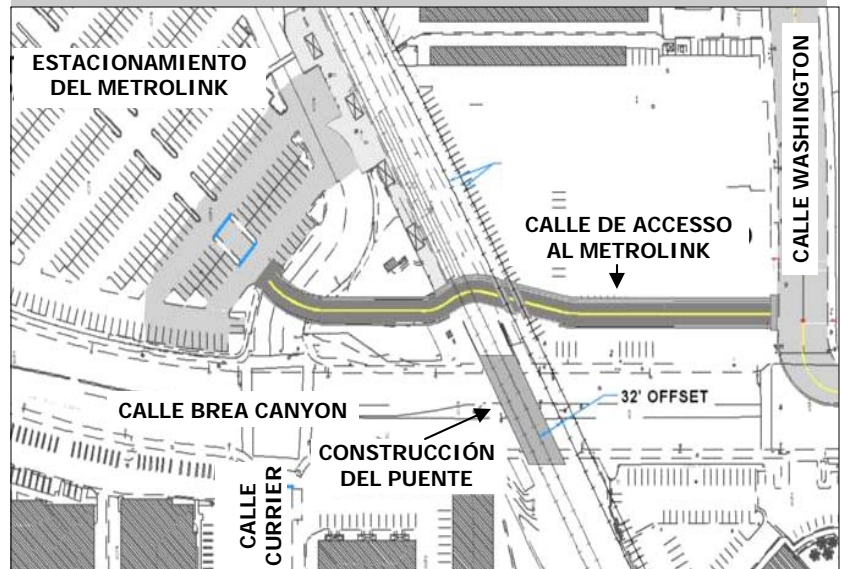 ESTACIONAMIENTO
DEL METROLINK
CALLE WASHINGTON
CALLE DE ACCESSO
AL METROLINK
32' OFFSET
CALLE BREA CANYON
CONSTRUCCIÓN
DEL PUENTE
CALLE
CURRIER